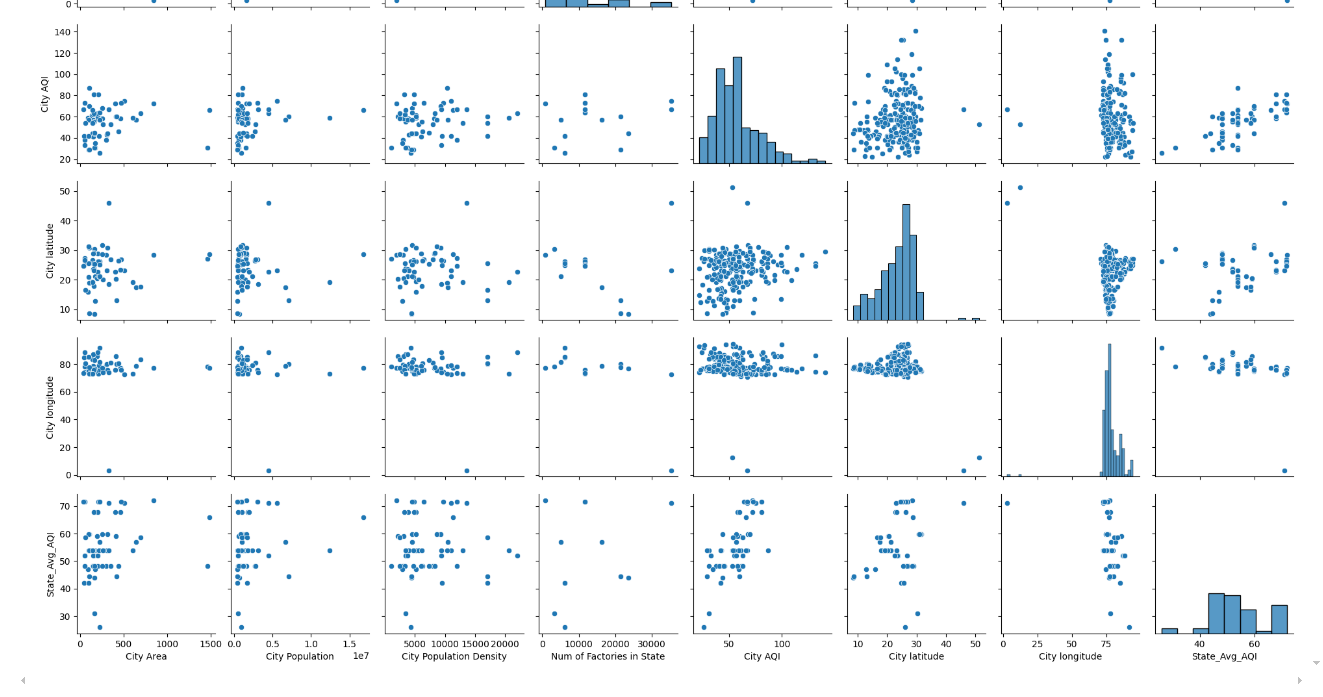 0
140
120
100
80
60
40
20
City AQI
50
40
30
20
10
City latitude
80
60
40
20
0
City longitude
70
60
50
40
30
State_Avg_AQI
0 500 1000 1500
0.0 0.5 1.0 1.5
5000 10000 15000 20000
0 10000 20000 30000
50 100
10 20 30 40 50
0 25 50 75
40 60
1e7
City Area
City Population
City Population Density
Num of Factories in State
City AQI
City latitude
City longitude
State_Avg_AQI